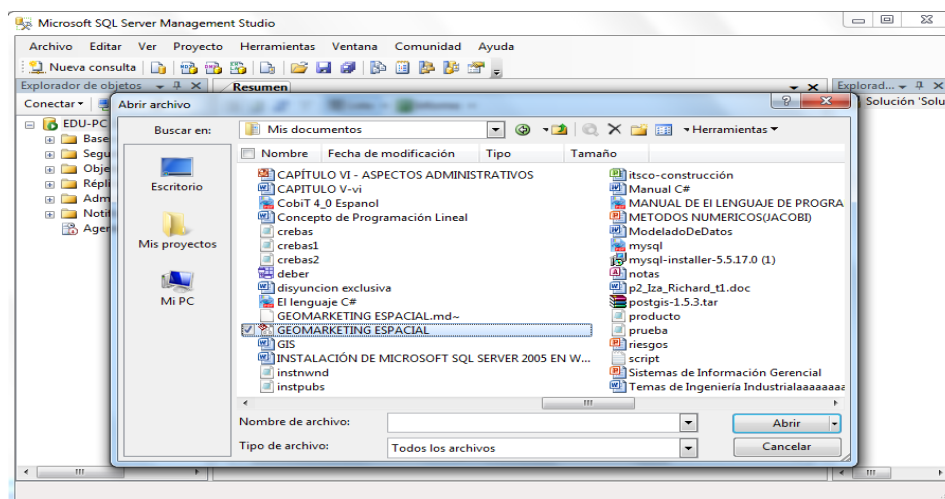 Microsoft SQL Server Management Studio
Archivo Editar Ver Proyecto Herramientas Ventana Comunidad Ayuda
Nueva consulta
Explorador de objetos
Resumen
Explorad...
Conectar
Solución 'Solu
Abrir archivo
EDU-PC
Base
Segu
Obje
Répli
Adm
Notif
Agen
Buscar en:
Mis documentos
Herramientas
Nombre Fecha de modificación Tipo Tamaño
Escritorio
Mis proyectos
Mi PC
CAPÍTULO VI - ASPECTOS ADMINISTRATIVOS
CAPITULO V-vi
CobiT 4_0 Espanol
Concepto de Programación Lineal
crebas
crebas1
crebas2
deber
disyuncion exclusiva
El lenguaje C#
GEOMARKETING ESPACIAL.md~
GEOMARKETING ESPACIAL
GIS
INSTALACIÓN DE MICROSOFT SQL SERVER 2005 EN W...
instnwnd
instpubs
itsco-construcción
Manual C#
MANUAL DE El LENGUAJE DE PROGRA
METODOS NUMERICOS(JACOBI)
ModeladoDeDatos
mysql
mysql-installer-5.5.17.0 (1)
notas
p2_Iza_Richard_t1.doc
postgis-1.5.3.tar
producto
prueba
riesgos
script
Sistemas de Información Gerencial
Temas de Ingeniería Industrialaaaaaaaa
Nombre de archivo:
Abrir
Tipo de archivo:
Todos los archivos
Cancelar